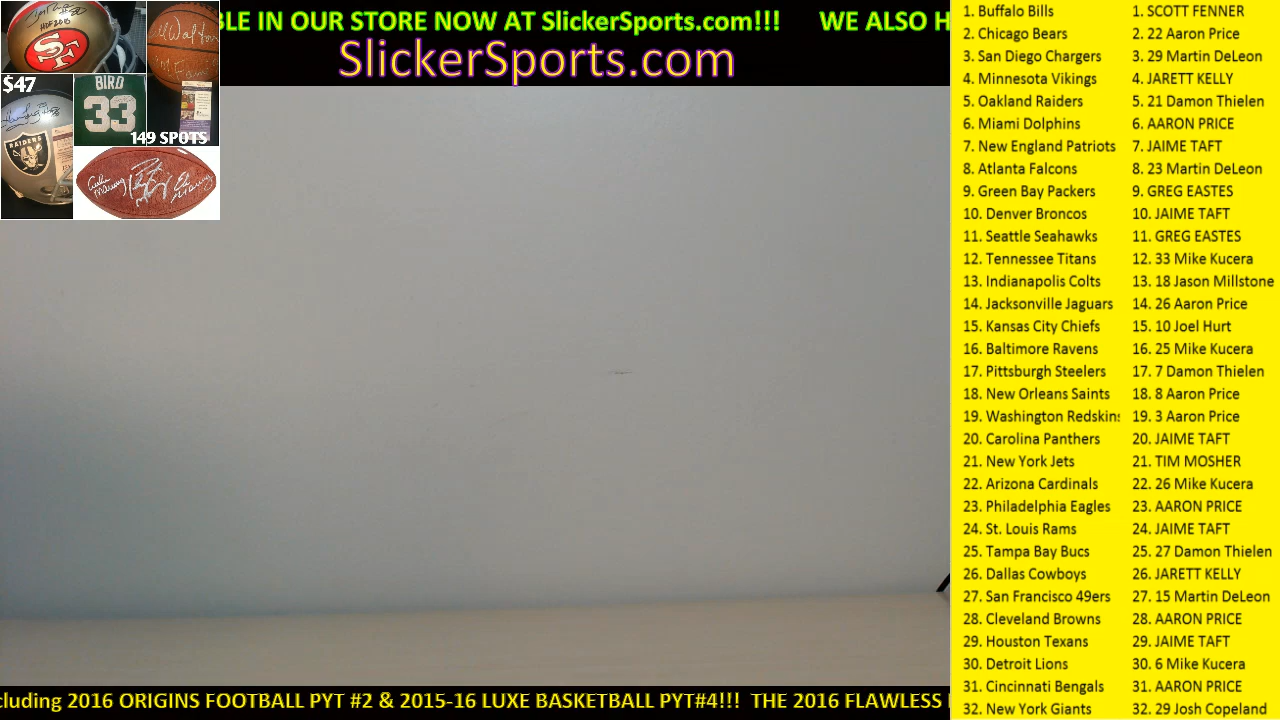 BLE IN OUR STORE NOW AT SlickerSports.com!!! WE ALSO H
SlickerSports.com
$47
BIRD
33
RAIDERS
149 SPOTS
1. Buffalo Bills 1. SCOTT FENNER
2. Chicago Bears 2. 22 Aaron Price
3. San Diego Chargers 3. 29 Martin DeLeon
4. Minnesota Vikings 4. JARETT KELLY
5. Oakland Raiders 5. 21 Damon Thielen
6. Miami Dolphins 6. AARON PRICE
7. New England Patriots 7. JAIME TAFT
8. Atlanta Falcons 8. 23 Martin DeLeon
9. Green Bay Packers 9. GREG EASTES
10. Denver Broncos 10. JAIME TAFT
11. Seattle Seahawks 11. GREG EASTES
12. Tennessee Titans 12. 33 Mike Kucera
13. Indianapolis Colts 13. 18 Jason Millstone
14. Jacksonville Jaguars 14. 26 Aaron Price
15. Kansas City Chiefs 15. 10 Joel Hurt
16. Baltimore Ravens 16. 25 Mike Kucera
17. Pittsburgh Steelers 17. 7 Damon Thielen
18. New Orleans Saints 18. 8 Aaron Price
19. Washington Redskins 19. 3 Aaron Price
20. Carolina Panthers 20. JAIME TAFT
21. New York Jets 21. TIM MOSHER
22. Arizona Cardinals 22. 26 Mike Kucera
23. Philadelphia Eagles 23. AARON PRICE
24. St. Louis Rams 24. JAIME TAFT
25. Tampa Bay Bucs 25. 27 Damon Thielen
26. Dallas Cowboys 26. JARETT KELLY
27. San Francisco 49ers 27. 15 Martin DeLeon
28. Cleveland Browns 28. AARON PRICE
29. Houston Texans 29. JAIME TAFT
30. Detroit Lions 30. 6 Mike Kucera
31. Cincinnati Bengals 31. AARON PRICE
32. New York Giants 32. 29 Josh Copeland
cluding 2016 ORIGINS FOOTBALL PYT #2 & 2015-16 LUXE BASKETBALL PYT#4!!! THE 2016 FLAWLESS